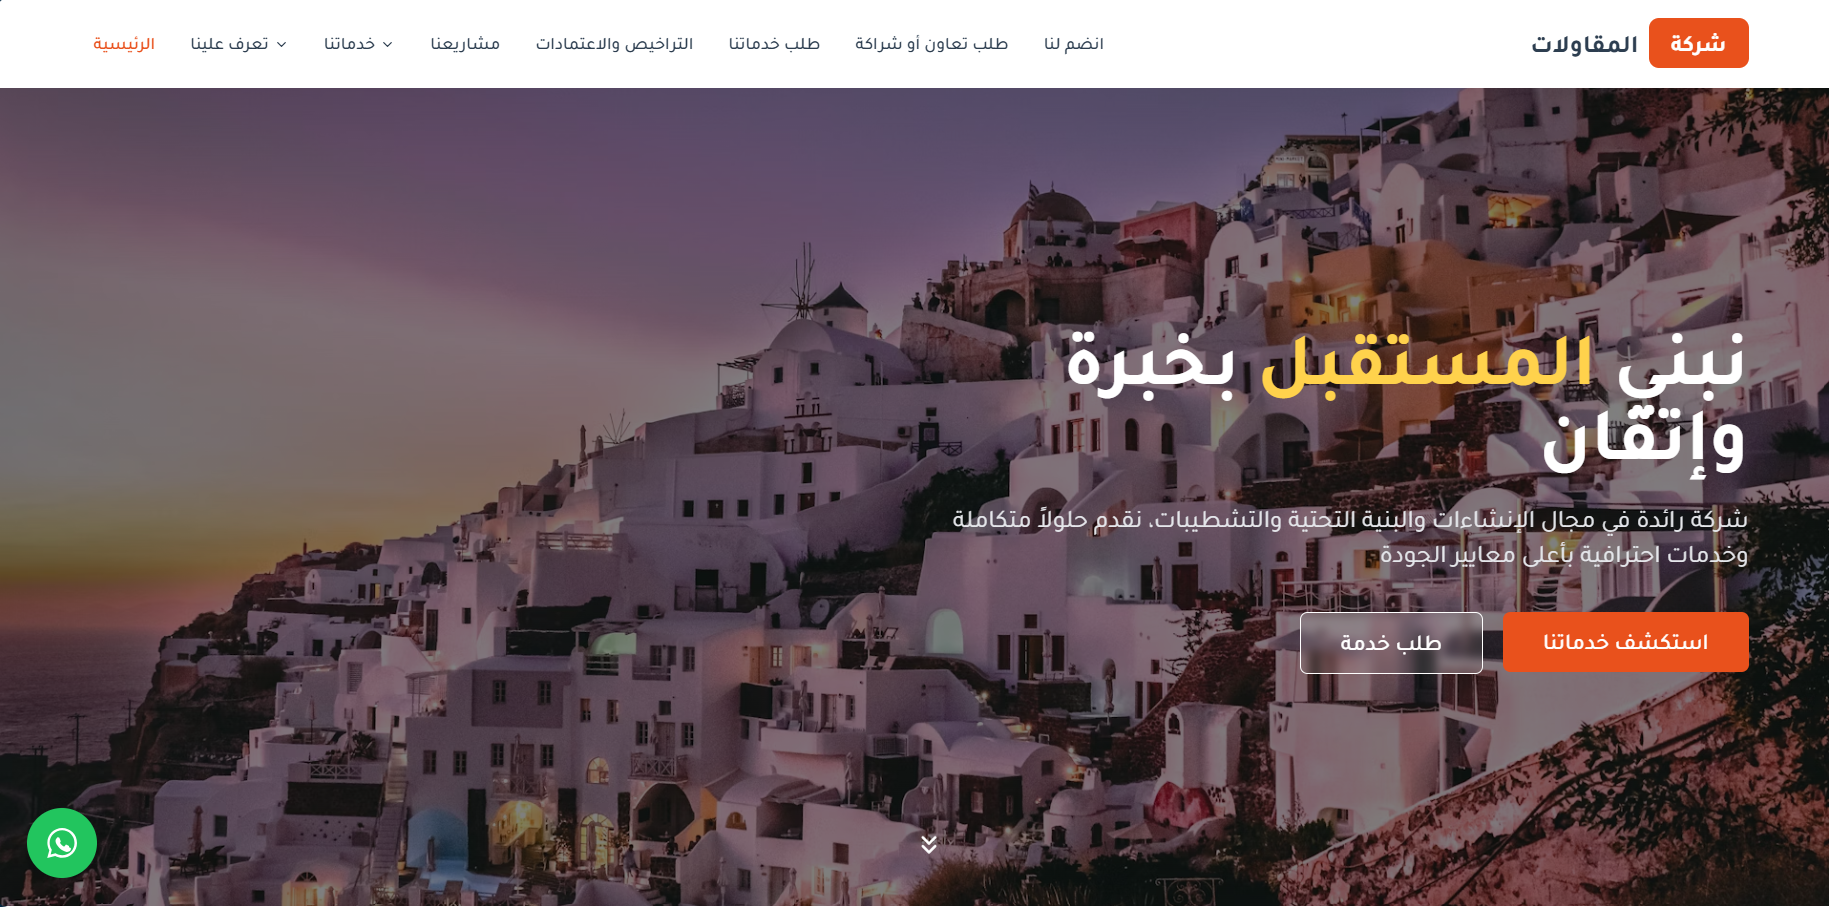 شركة المقاولات
انضم لنا
طلب تعاون أو شراكة
طلب خدماتنا
التراخيص والاعتمادات
مشاريعنا
خدماتنا
تعرف علينا
الرئيسية
نبني المستقبل بخبرة
وإتقان
شركة رائدة في مجال الإنشاءات والبنية التحتية والتشطيبات، نقدم حلولاً متكاملة
وخدمات احترافية بأعلى معايير الجودة
استكشف خدماتنا
طلب خدمة